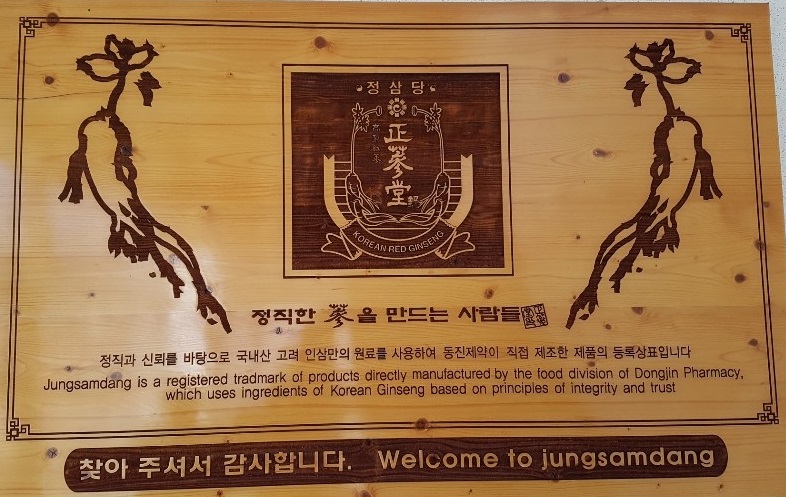 정삼당
正蔘堂
KOREAN RED GINSENG
정직한 蔘을 만드는 사람들
정직과 신뢰를 바탕으로 국내산 고려 인삼만의 원료를 사용하여 동진제약이 직접 제조한 제품의 등록상표입니다
Jungsamdang is a registered tradmark of products directly manufactured by the food division of Dongjin Pharmacy,
which uses ingredients of Korean Ginseng based on principles of integrity and trust
찾아 주셔서 감사합니다. Welcome to jungsamdang